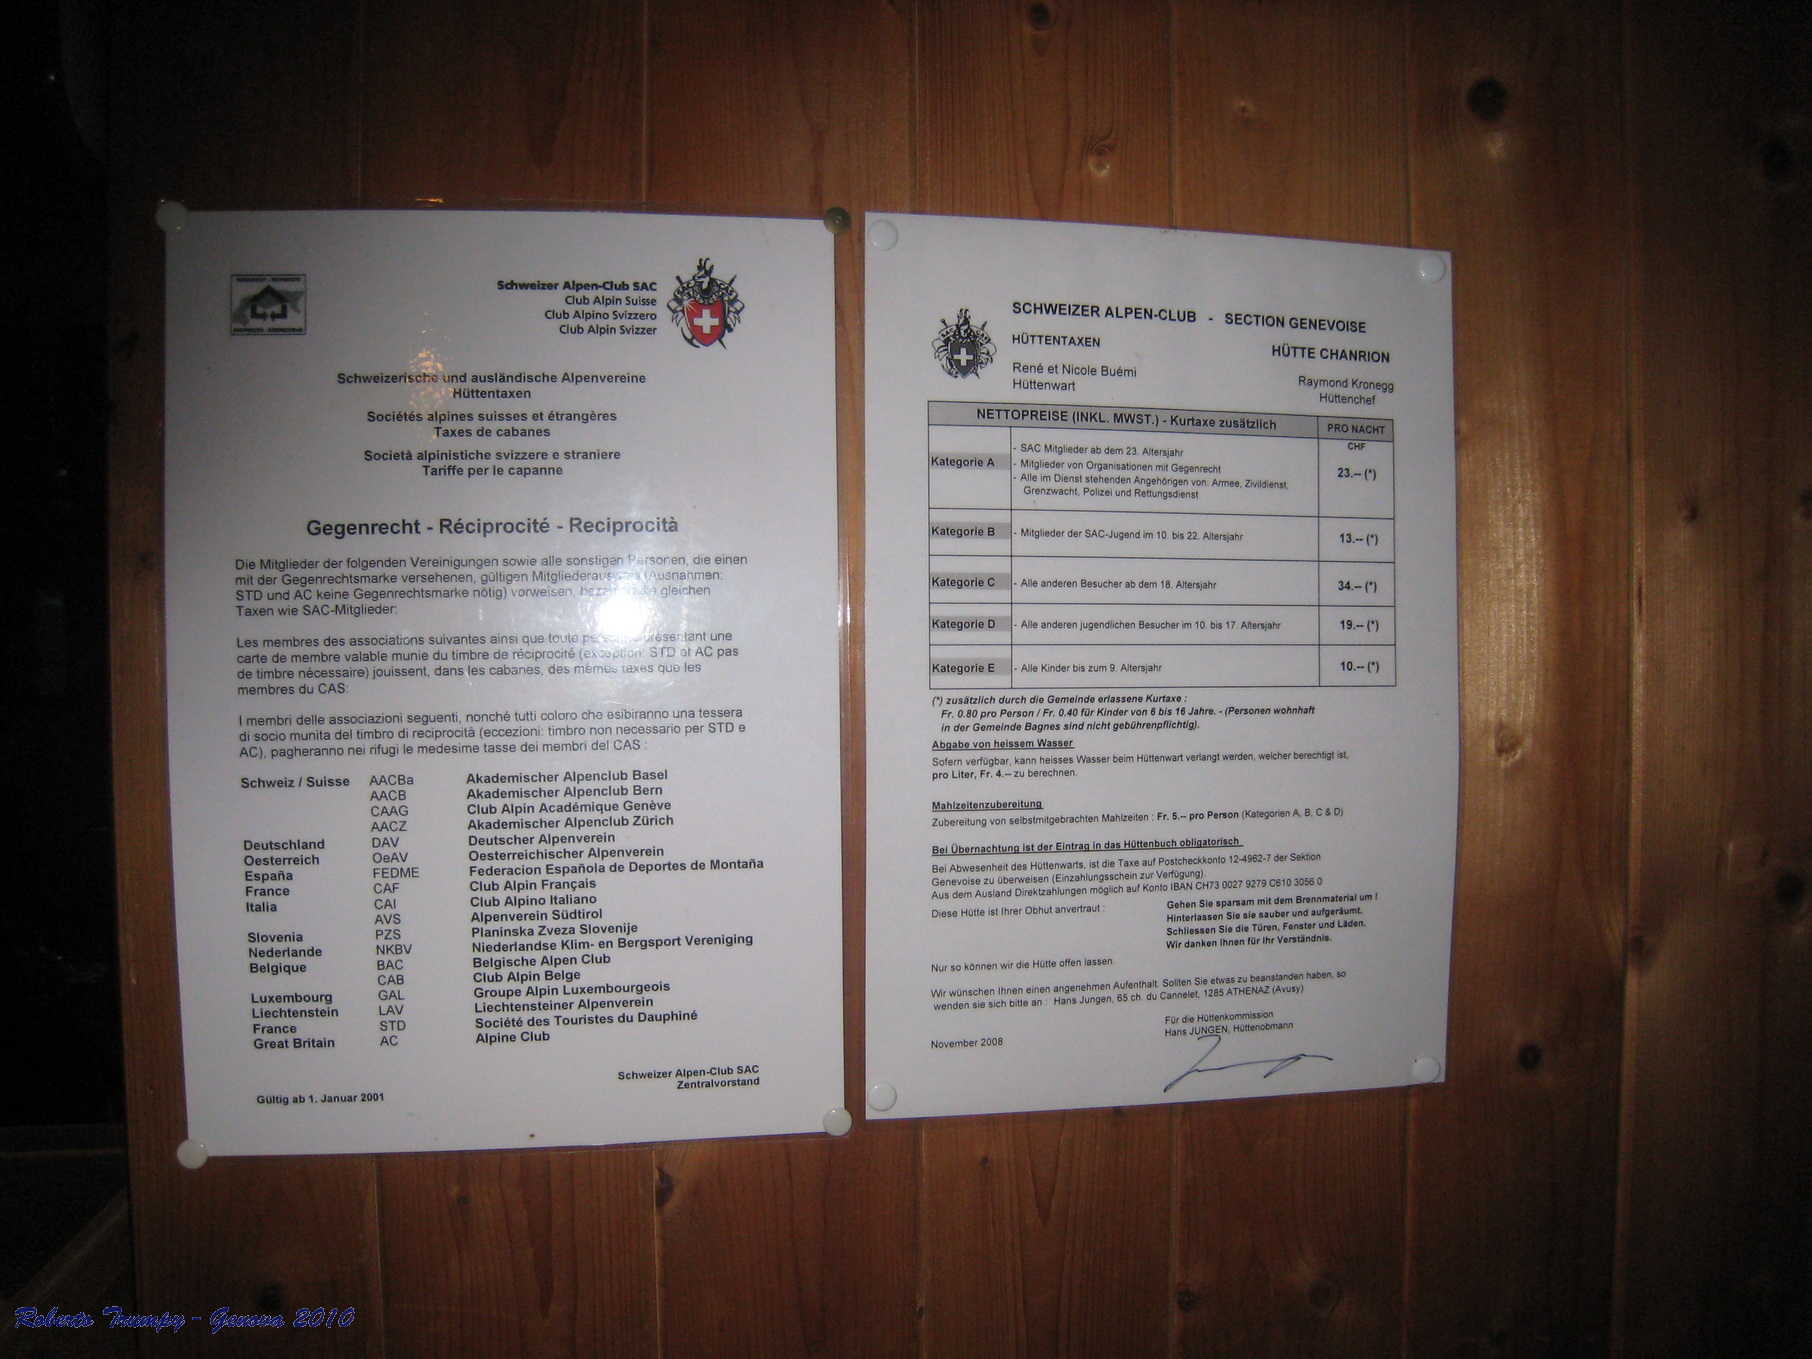 Schweizer Alpen-Club SAC
Club Alpin Suisse
Club Alpino Svizzero
Club Alpin Svizzer
Schweizerische und ausländische Alpenvereine
Hüttentaxen
Sociétés alpines suisses et étrangères
Taxes de cabanes
Società alpinistiche svizzere e straniere
Tariffe per le capanne
Gegenrecht - Réciprocité - Reciprocità
Die Mitglieder der folgenden Vereinigungen sowie alle sonstigen Personen, die einen
mit der Gegenrechtsmarke versehenen, gültigen (Ausnahmen:
STD und AC keine Gegenrechtsmarke nötig) vorweisen, gleichen
Taxen wie SAC-Mitglieder:
Les membres des associations suivantes ainsi que toute présentant une
carte de membre valable munie du timbre de réciprocité (exception: STD et AC pas
de timbre nécessaire) jouissent, dans les cabanes, des mêmes taxes que les
membres du CAS:
I membri delle associazioni seguenti, nonché tutti coloro che esibiranno una tessera
di socio munita del timbro di reciprocità (eccezioni: timbro non necessario per STD e
AC), pagheranno nei rifugi le medesime tasse dei membri del CAS :
Schweiz / Suisse AACBa Akademischer Alpenclub Basel
AACB Akademischer Alpenclub Bern
CAAG Club Alpin Académique Genève
AACZ Akademischer Alpenclub Zürich
Deutschland DAV Deutscher Alpenverein
Oesterreich OeAV Oesterreichischer Alpenverein
España FEDME Federacion Española de Deportes de Montaña
France CAF Club Alpin Français
Italia CAI Club Alpino Italiano
AVS Alpenverein Südtirol
Slovenia PZS Planinska Zveza Slovenije
Nederlande NKBV Niederlandse Klim- en Bergsport Vereniging
Belgique BAC Belgische Alpen Club
CAB Club Alpin Belge
Luxembourg GAL Groupe Alpin Luxembourgeois
Liechtenstein LAV Liechtensteiner Alpenverein
France STD Société des Touristes du Dauphiné
Great Britain AC Alpine Club
Schweizer Alpen-Club SAC
Zentralvorstand
Gültig ab 1. Januar 2001
SCHWEIZER ALPEN-CLUB - SECTION GENEVOISE
HÜTTENTAXEN HÜTTE CHANRION
René et Nicole Buémi Raymond Kronegg
Hüttenwart Hüttenchef
NETTOPREISE (INKL. MWST.) - Kurtaxe zusätzlich PRO NACHT
CHF
Kategorie A - SAC Mitglieder ab dem 23. Altersjahr 23.-- (*)
- Mitglieder von Organisationen mit Gegenrecht
- Alle im Dienst stehenden Angehörigen von: Armee, Zivildienst,
Grenzwacht, Polizei und Rettungsdienst
Kategorie B - Mitglieder der SAC-Jugend im 10. bis 22. Altersjahr 13.-- (*)
Kategorie C - Alle anderen Besucher ab dem 18. Altersjahr 34.-- (*)
Kategorie D - Alle anderen jugendlichen Besucher im 10. bis 17. Altersjahr 19.-- (*)
Kategorie E - Alle Kinder bis zum 9. Altersjahr 10.-- (*)
(*) zusätzlich durch die Gemeinde erlassene Kurtaxe :
Fr. 0.80 pro Person / Fr. 0.40 für Kinder von 6 bis 16 Jahre. - (Personen wohnhaft
in der Gemeinde Bagnes sind nicht gebührenpflichtig).
Abgabe von heissem Wasser
Sofern verfügbar, kann heisses Wasser beim Hüttenwart verlangt werden, welcher berechtigt ist,
pro Liter, Fr. 4.-- zu berechnen.
Mahlzeitenzubereitung
Zubereitung von selbstmitgebrachten Mahlzeiten : Fr. 5.-- pro Person (Kategorien A, B, C & D)
Bei Übernachtung ist der Eintrag in das Hüttenbuch obligatorisch
Bei Abwesenheit des Hüttenwarts, ist die Taxe auf Postcheckkonto 12-4962-7 der Sektion
Genevoise zu überweisen (Einzahlungsschein zur Verfügung).
Aus dem Ausland Direktzahlungen möglich auf Konto IBAN CH73 0027 9279 C610 3056 0
Diese Hütte ist Ihrer Obhut anvertraut : Gehen Sie sparsam mit dem Brennmaterial um !
Hinterlassen Sie sie sauber und aufgeräumt.
Schliessen Sie die Türen, Fenster und Läden.
Wir danken Ihnen für Ihr Verständnis.
Nur so können wir die Hütte offen lassen.
Wir wünschen Ihnen einen angenehmen Aufenthalt. Sollten Sie etwas zu beanstanden haben, so
wenden sie sich bitte an : Hans Jungen, 65 ch. du Cannelet, 1285 ATHENAZ (Avusy)
Für die Hüttenkommission
Hans JUNGEN, Hüttenobmann
November 2008
Roberto Trumpy - Genova 2010